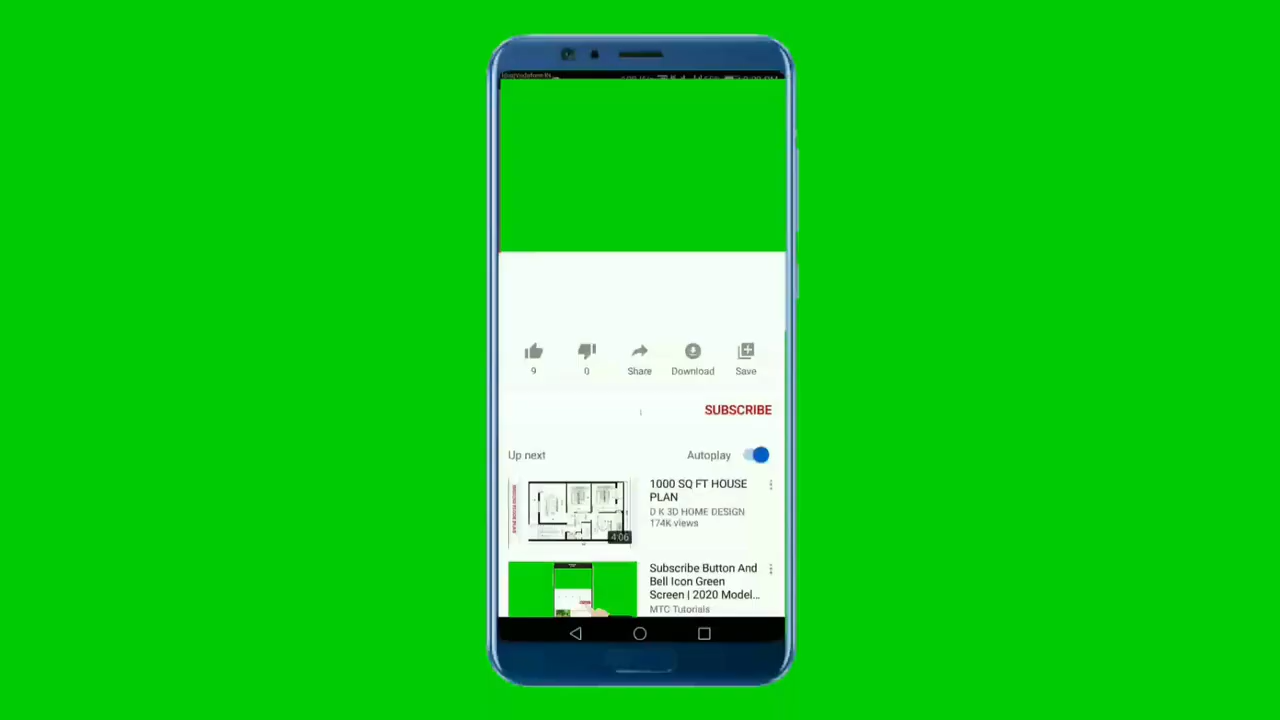 9
0
Share
Download
Save
SUBSCRIBE
Up next
Autoplay
1000 SQ FT HOUSE
PLAN
D K 3D HOME DESIGN
174K views
4:06
Subscribe Button And
Bell Icon Green
Screen | 2020 Model...
MTC Tutorials